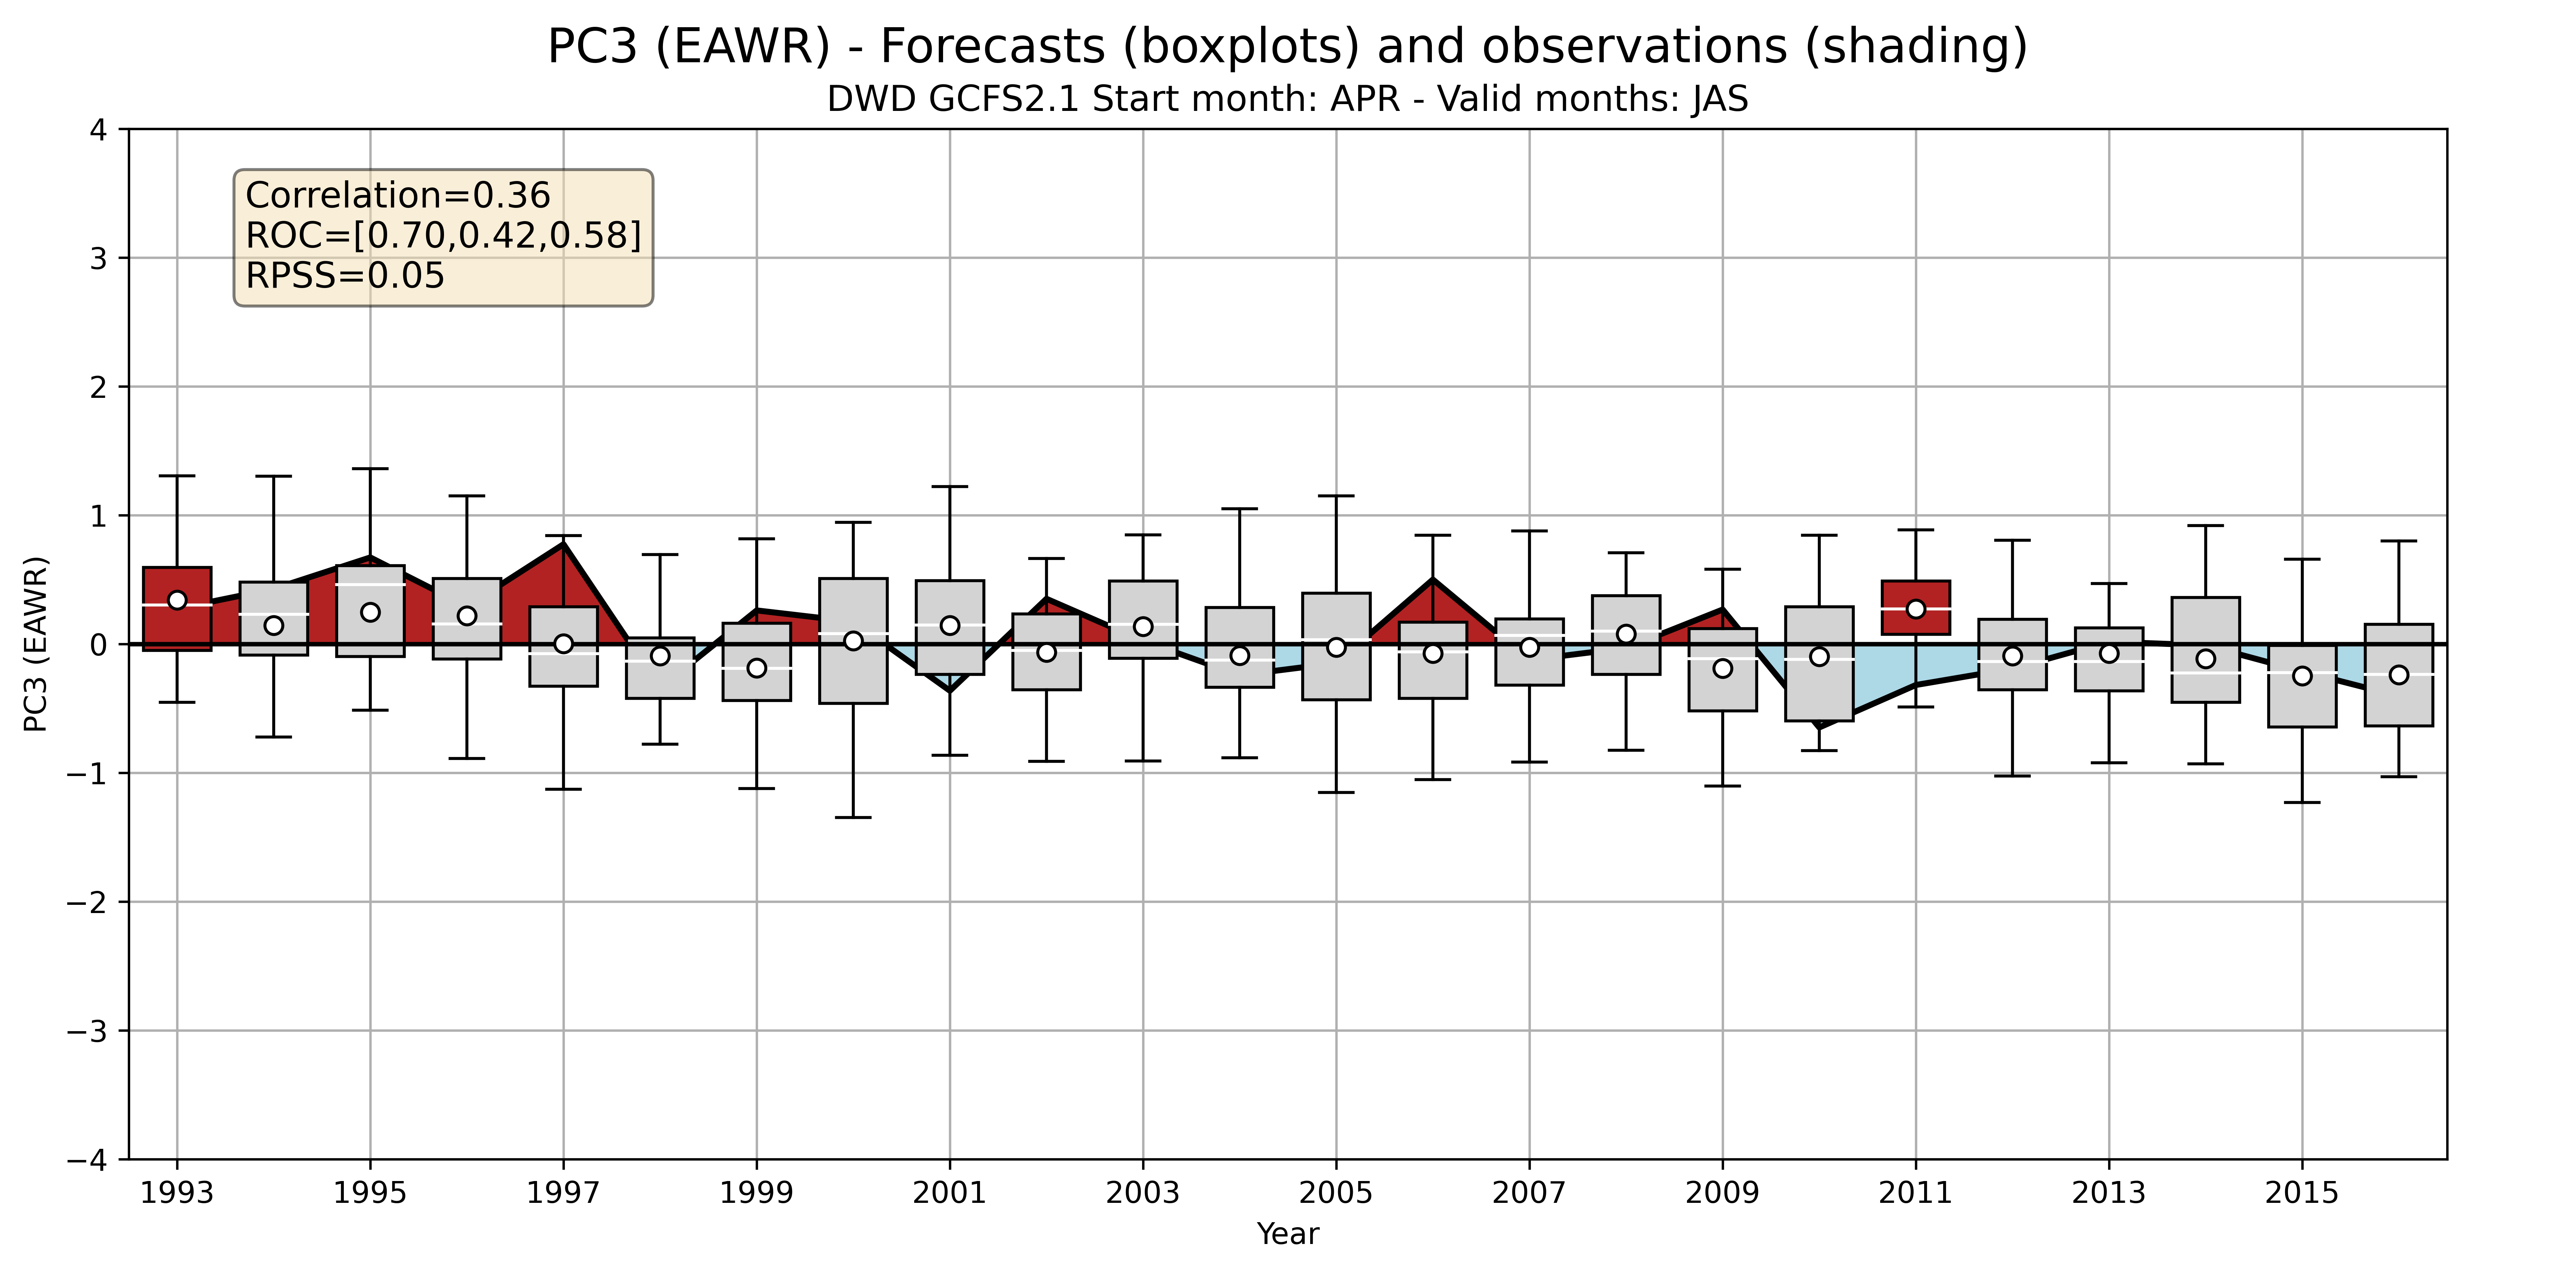 PC3 (EAWR) - Forecasts (boxplots) and observations (shading)
DWD GCFS2.1 Start month: APR - Valid months: JAS
Correlation=0.36
ROC=[0.70,0.42,0.58]
RPSS=0.05
PC3 (EAWR)
4
3
2
1
0
−1
−2
−3
−4
1993 1995 1997 1999 2001 2003 2005 2007 2009 2011 2013 2015
Year